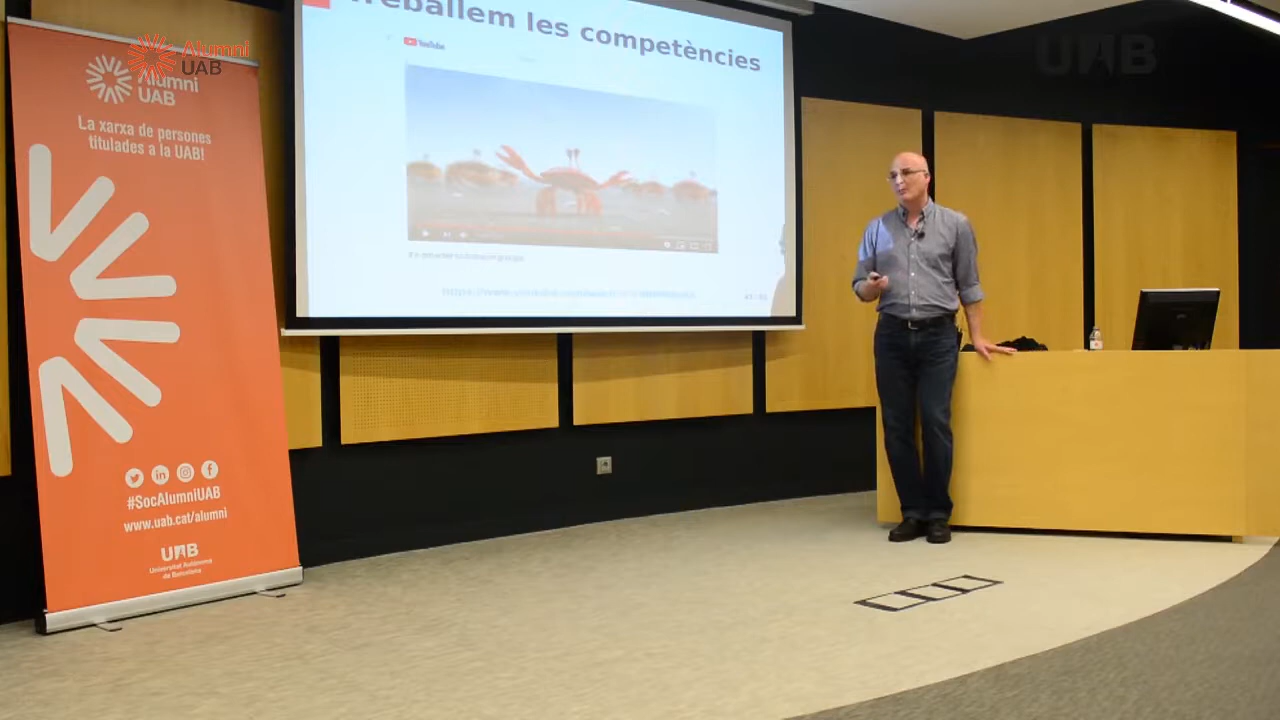 Alumni
UAB
Alumni
UAB
La xarxa de persones
titulades a la UAB!
#SocAlumniUAB
www.uab.cat/alumni
UAB
Universitat Autònoma
de Barcelona
Treballem les competències
YouTube
UAB